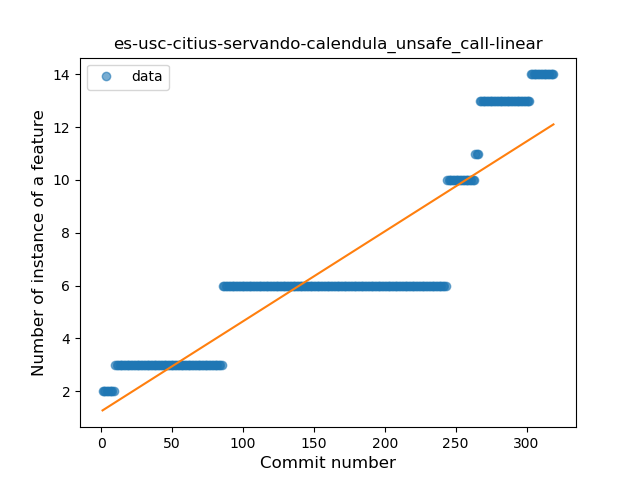 es-usc-citius-servando-calendula_unsafe_call-linear
data
Number of instance of a feature
14
12
10
8
6
4
2
0 50 100 150 200 250 300
Commit number